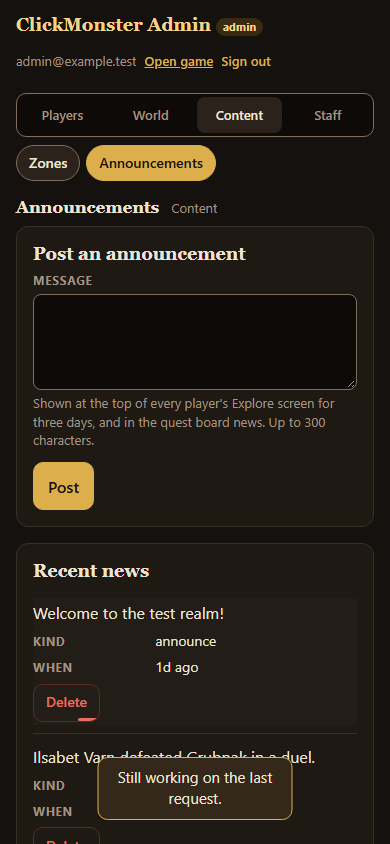 ClickMonster Admin admin
admin@example.test Open game Sign out
Players World Content Staff
Zones Announcements
Announcements Content
Post an announcement
MESSAGE
Shown at the top of every player's Explore screen for
three days, and in the quest board news. Up to 300
characters.
Post
Recent news
Welcome to the test realm!
KIND announce
WHEN 1d ago
Delete
Ilsabet Varn defeated Grubnak in a duel.
KIND
WHEN
Still working on the last
request.
Delete